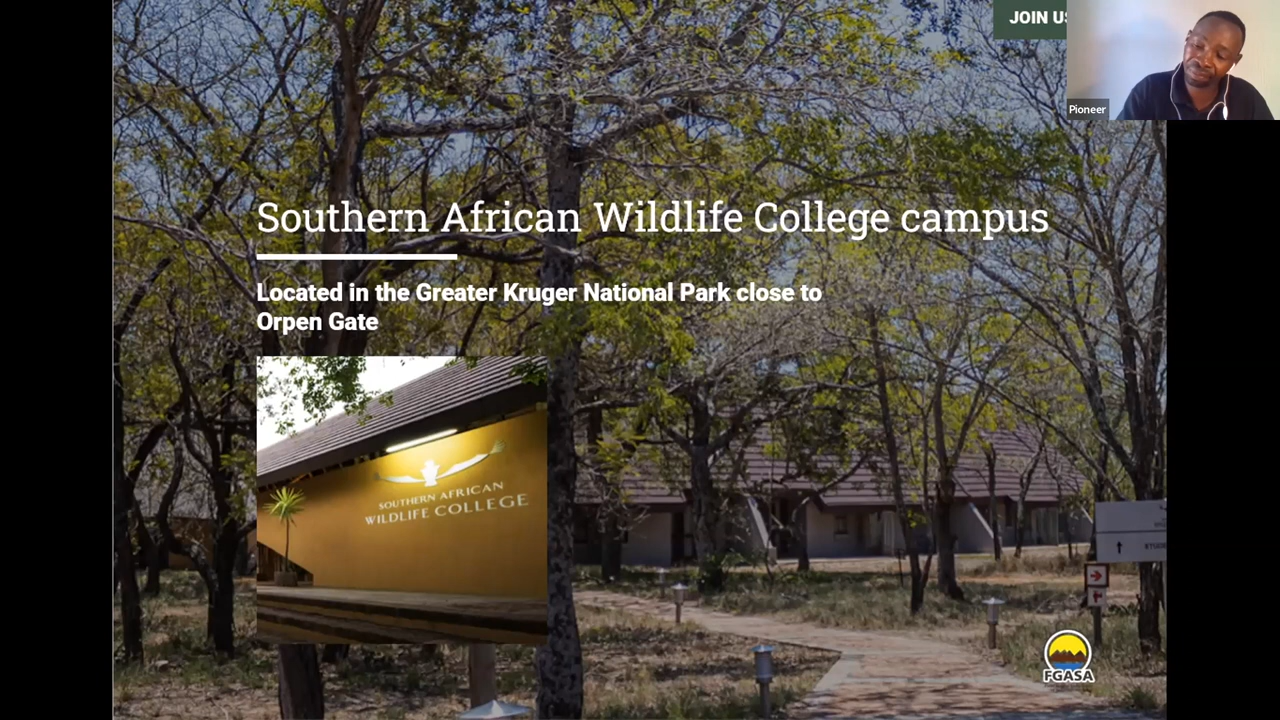 JOIN US
Pioneer
Southern African Wildlife College campus
Located in the Greater Kruger National Park close to
Orpen Gate
SOUTHERN AFRICAN
WILDLIFE COLLEGE
FGASA